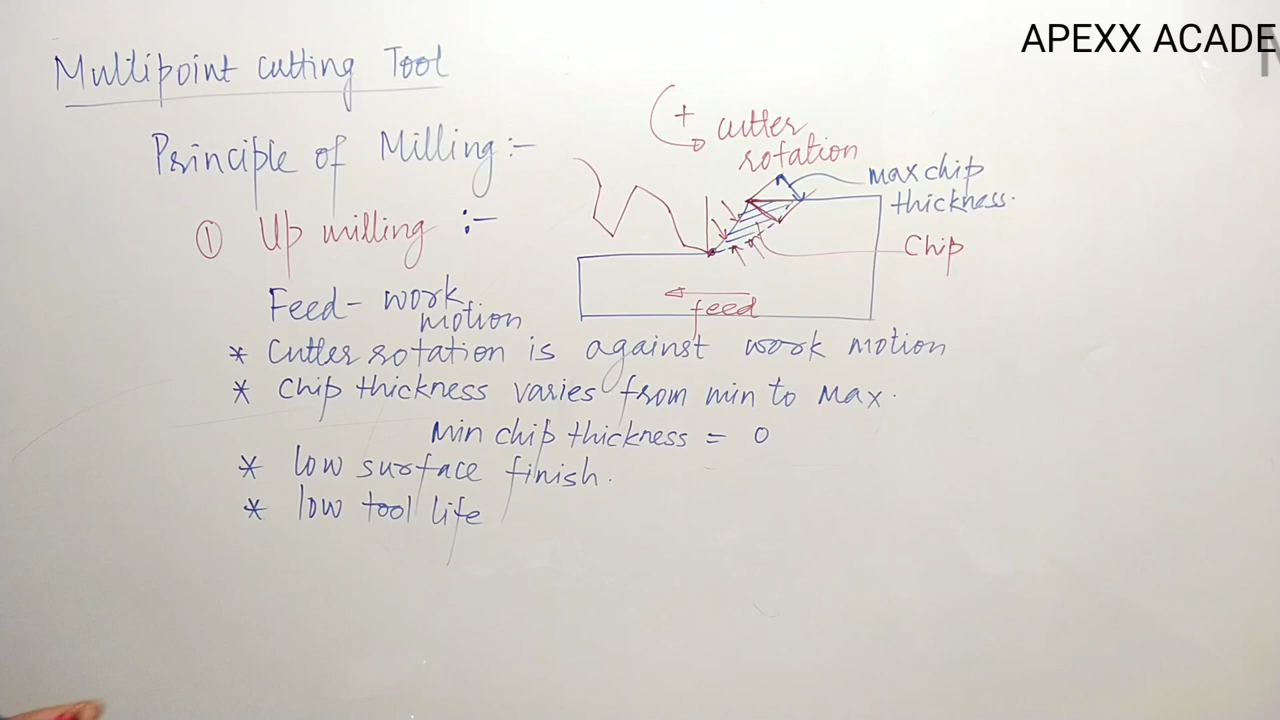 APEXX ACADE
Multipoint cutting Tool
Principle of Milling :-
① Up milling :-
Feed - work
motion
+ cutter
rotation
max chip
thickness.
Chip
feed
* Cutter rotation is against work motion
* Chip thickness varies from min to Max.
Min chip thickness = 0
* low surface finish.
* low tool life